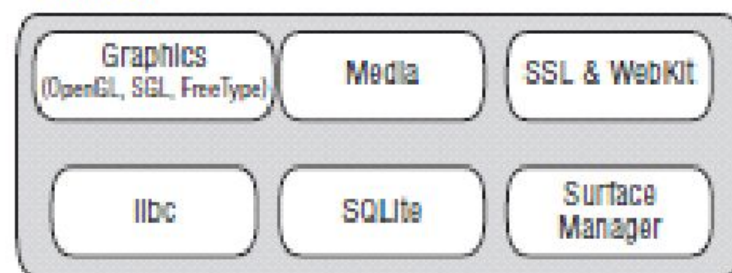 Graphics
(OpenGL, SGL, FreeType)
Media
SSL & WebKit
libc
SQLite
Surface
Manager